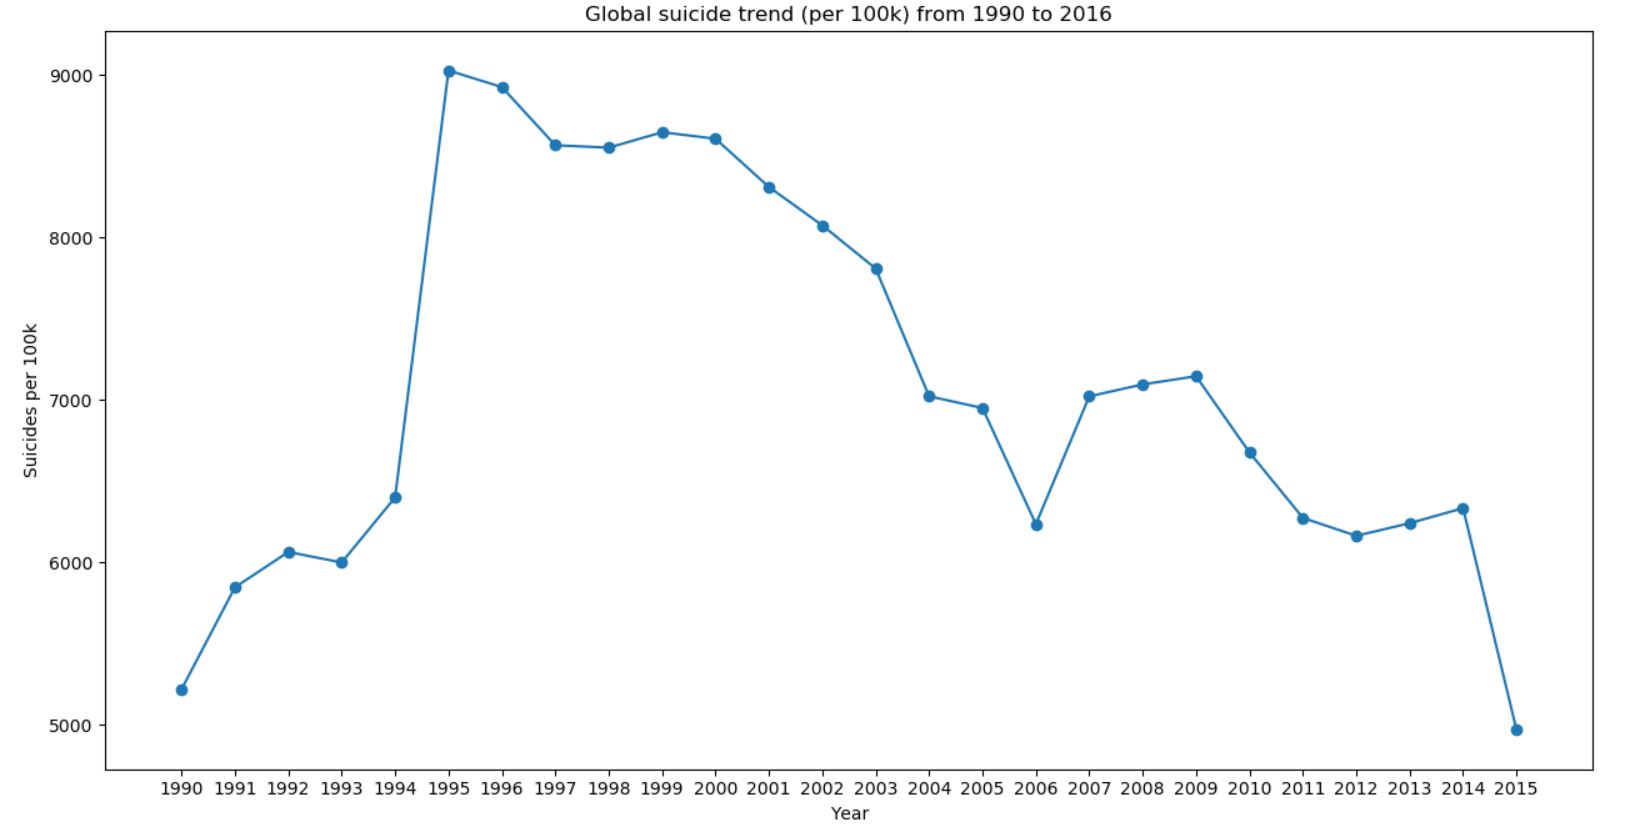 Global suicide trend (per 100k) from 1990 to 2016
9000
8000
7000
6000
5000
Suicides per 100k
1990 1991 1992 1993 1994 1995 1996 1997 1998 1999 2000 2001 2002 2003 2004 2005 2006 2007 2008 2009 2010 2011 2012 2013 2014 2015
Year